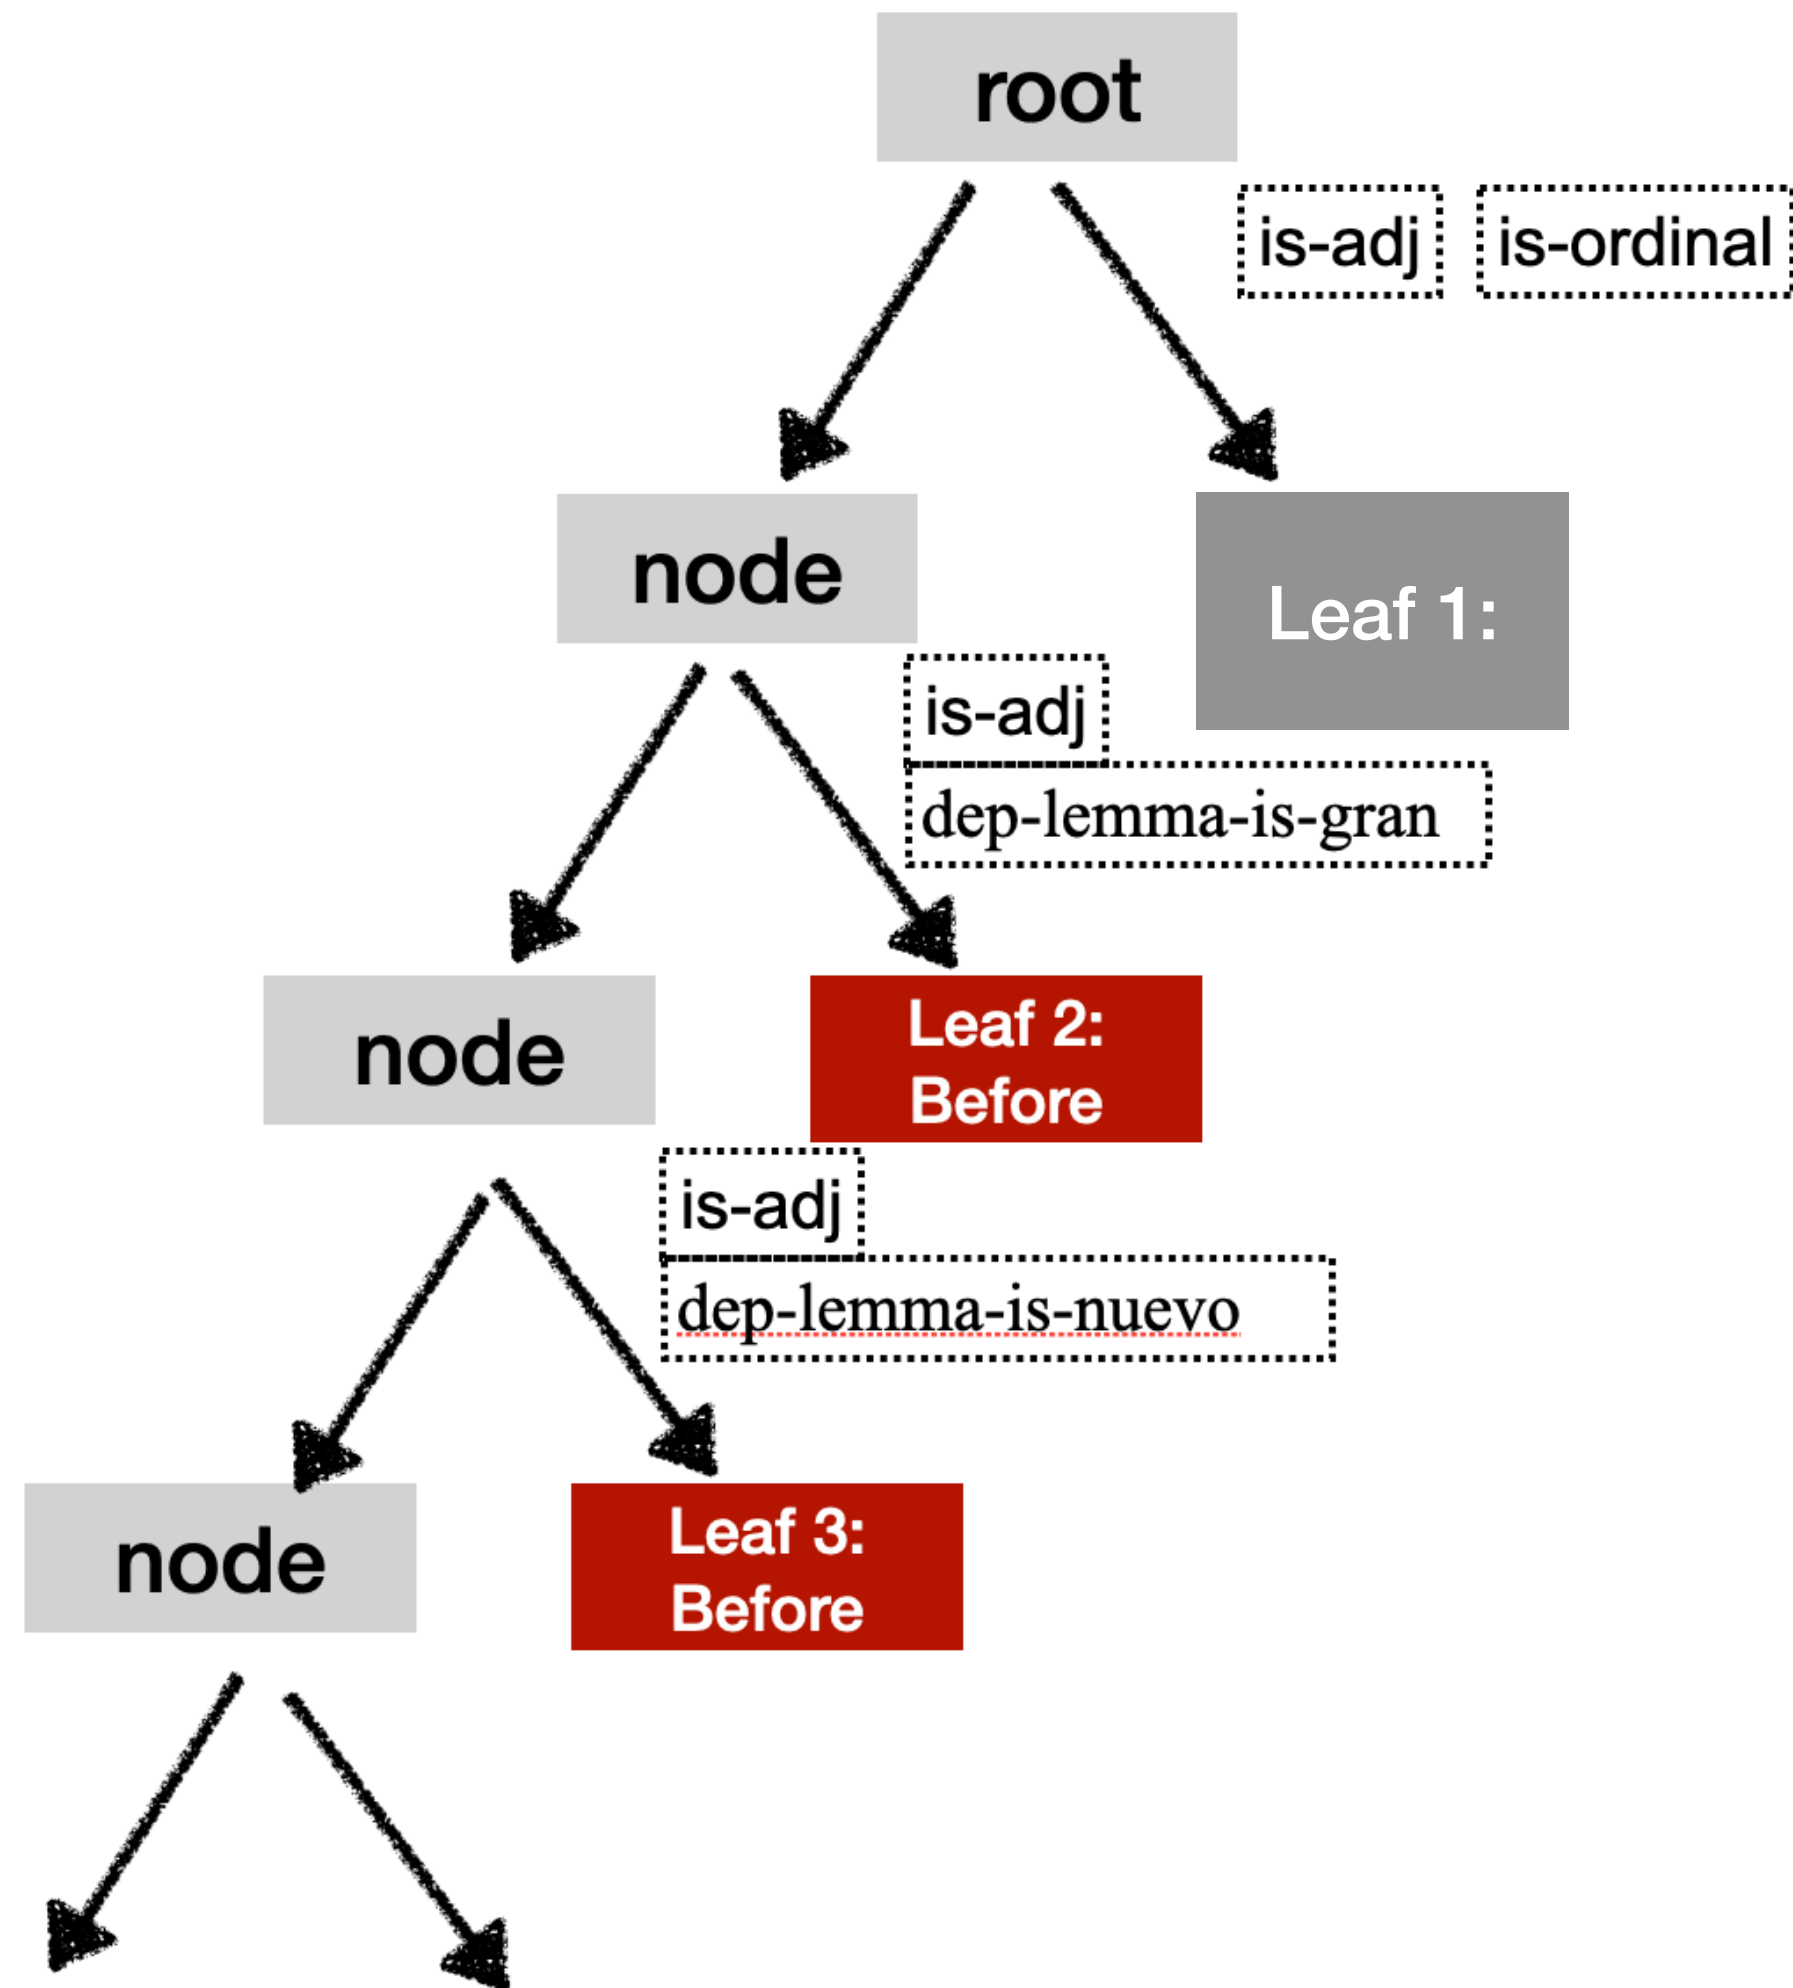 root
is-adj is-ordinal
node
Leaf 1:
is-adj
dep-lemma-is-gran
node
Leaf 2:
Before
is-adj
dep-lemma-is-nuevo
node
Leaf 3:
Before